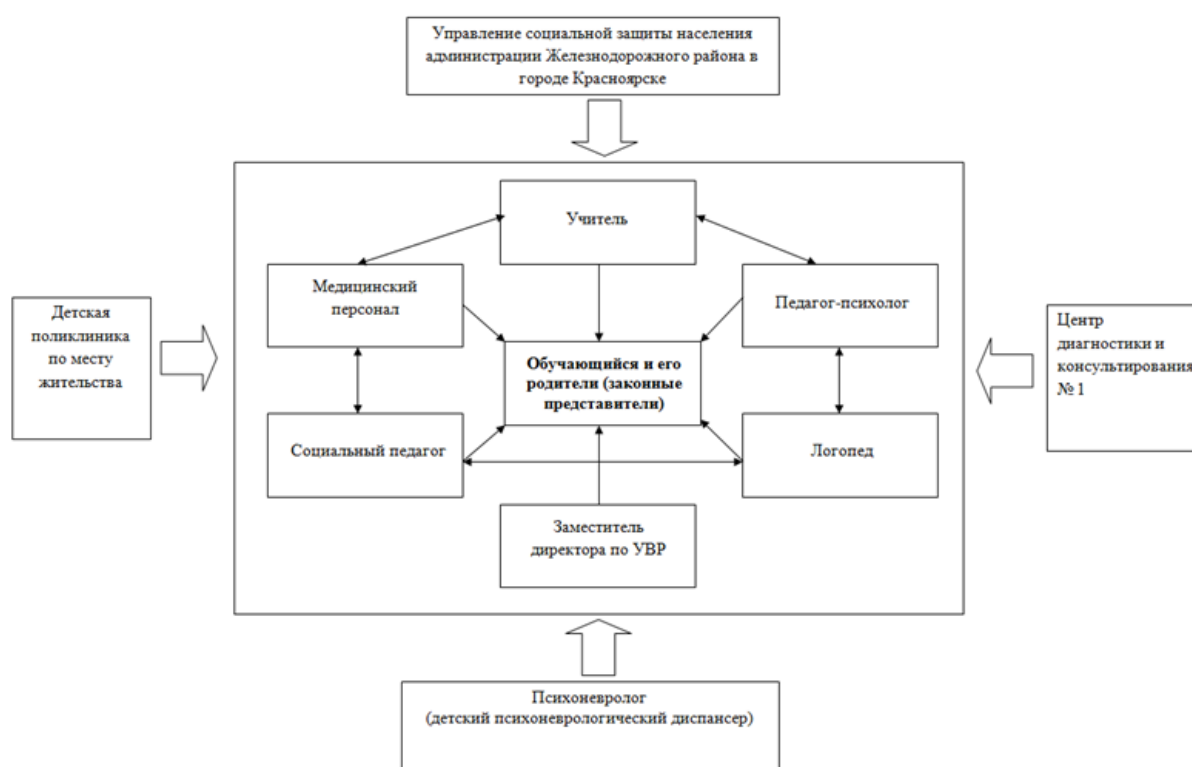 Управление социальной защиты населения
администрации Железнодорожного района в
городе Красноярске
Учитель
Медицинский
персонал
Педагог-психолог
Детская
поликлиника
по месту
жительства
Центр
диагностики и
консультирования
№ 1
Обучающийся и его
родители (законные
представители)
Социальный педагог
Логопед
Заместитель
директора по УВР
Психоневролог
(детский психоневрологический диспансер)